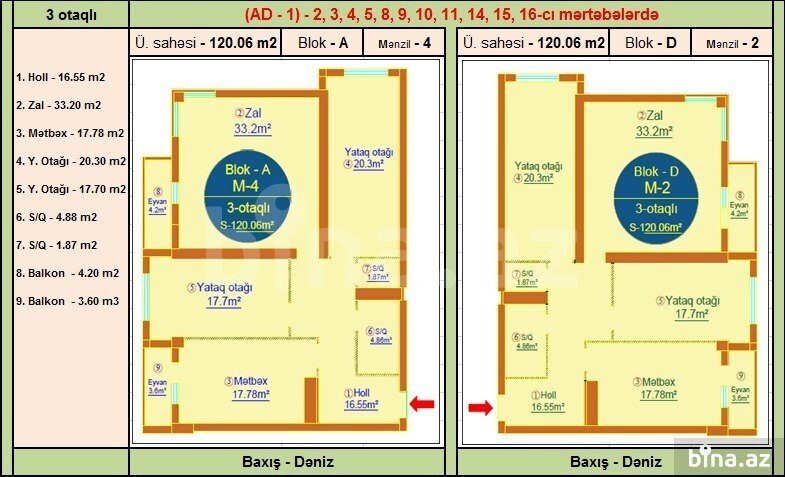 3 otaqlı
(AD - 1) - 2, 3, 4, 5, 8, 9, 10, 11, 14, 15, 16-cı mərtəbələrdə
Ü. sahəsi - 120.06 m2
Blok - A
Mənzil - 4
Ü. sahəsi - 120.06 m2
Blok - D
Mənzil - 2
1. Holl - 16.55 m2
2. Zal - 33.20 m2
3. Mətbəx - 17.78 m2
4. Y. Otağı - 20.30 m2
5. Y. Otağı - 17.70 m2
6. S/Q - 4.88 m2
7. S/Q - 1.87 m2
8. Balkon - 4.20 m2
9. Balkon - 3.60 m3
②Zal
33.2m²
Yataq otağı
④20.3m²
Blok - A
M-4
3-otaqlı
S-120.06m²
⑧
Eyvan
4.2m²
⑦S/Q
1.87m²
⑤Yataq otağı
17.7m²
⑥S/Q
4.86m²
⑨
Eyvan
3.6m²
③Mətbəx
17.78m²
①Holl
16.55m²
②Zal
33.2m²
Yataq otağı
④20.3m²
Blok - D
M-2
3-otaqlı
S-120.06m²
⑧
Eyvan
4.2m²
⑦S/Q
1.87m²
⑤Yataq otağı
17.7m²
⑥S/Q
4.86m²
⑨
Eyvan
3.6m²
③Mətbəx
17.78m²
①Holl
16.55m²
Baxış - Dəniz
Baxış - Dəniz
bina.az
bina.az